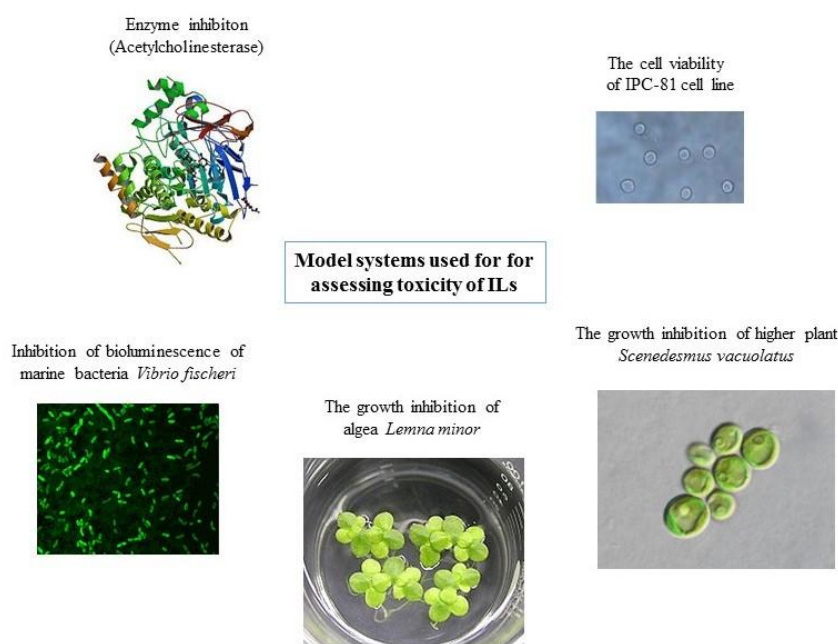 Enzyme inhibiton
(Acetylcholinesterase)
The cell viability
of IPC-81 cell line
Model systems used for for
assessing toxicity of ILs
Inhibition of bioluminescence of
marine bacteria Vibrio fischeri
The growth inhibition of
algea Lemna minor
The growth inhibition of higher plant
Scenedesmus vacuolatus